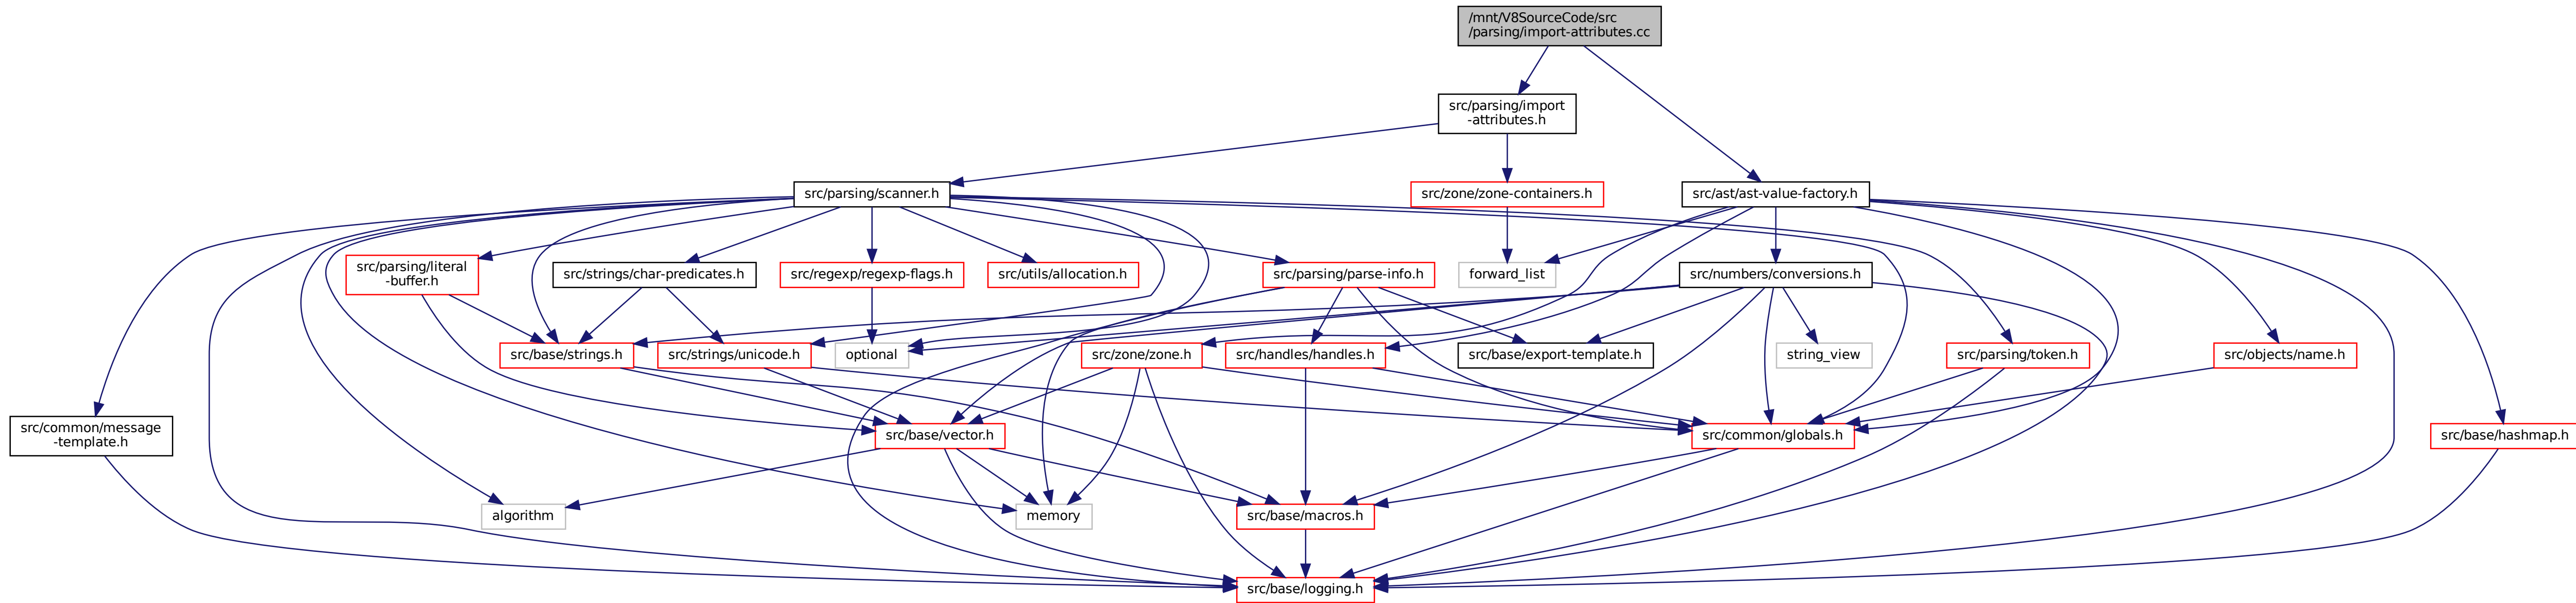 /mnt/V8SourceCode/src
/parsing/import-attributes.cc
src/parsing/import
-attributes.h
src/parsing/scanner.h
src/zone/zone-containers.h
src/ast/ast-value-factory.h
src/parsing/literal
-buffer.h
src/strings/char-predicates.h
src/regexp/regexp-flags.h
src/utils/allocation.h
src/parsing/parse-info.h
forward_list
src/numbers/conversions.h
src/base/strings.h
src/strings/unicode.h
optional
src/zone/zone.h
src/handles/handles.h
src/base/export-template.h
string_view
src/parsing/token.h
src/objects/name.h
src/common/message
-template.h
src/base/vector.h
src/common/globals.h
src/base/hashmap.h
algorithm
memory
src/base/macros.h
src/base/logging.h